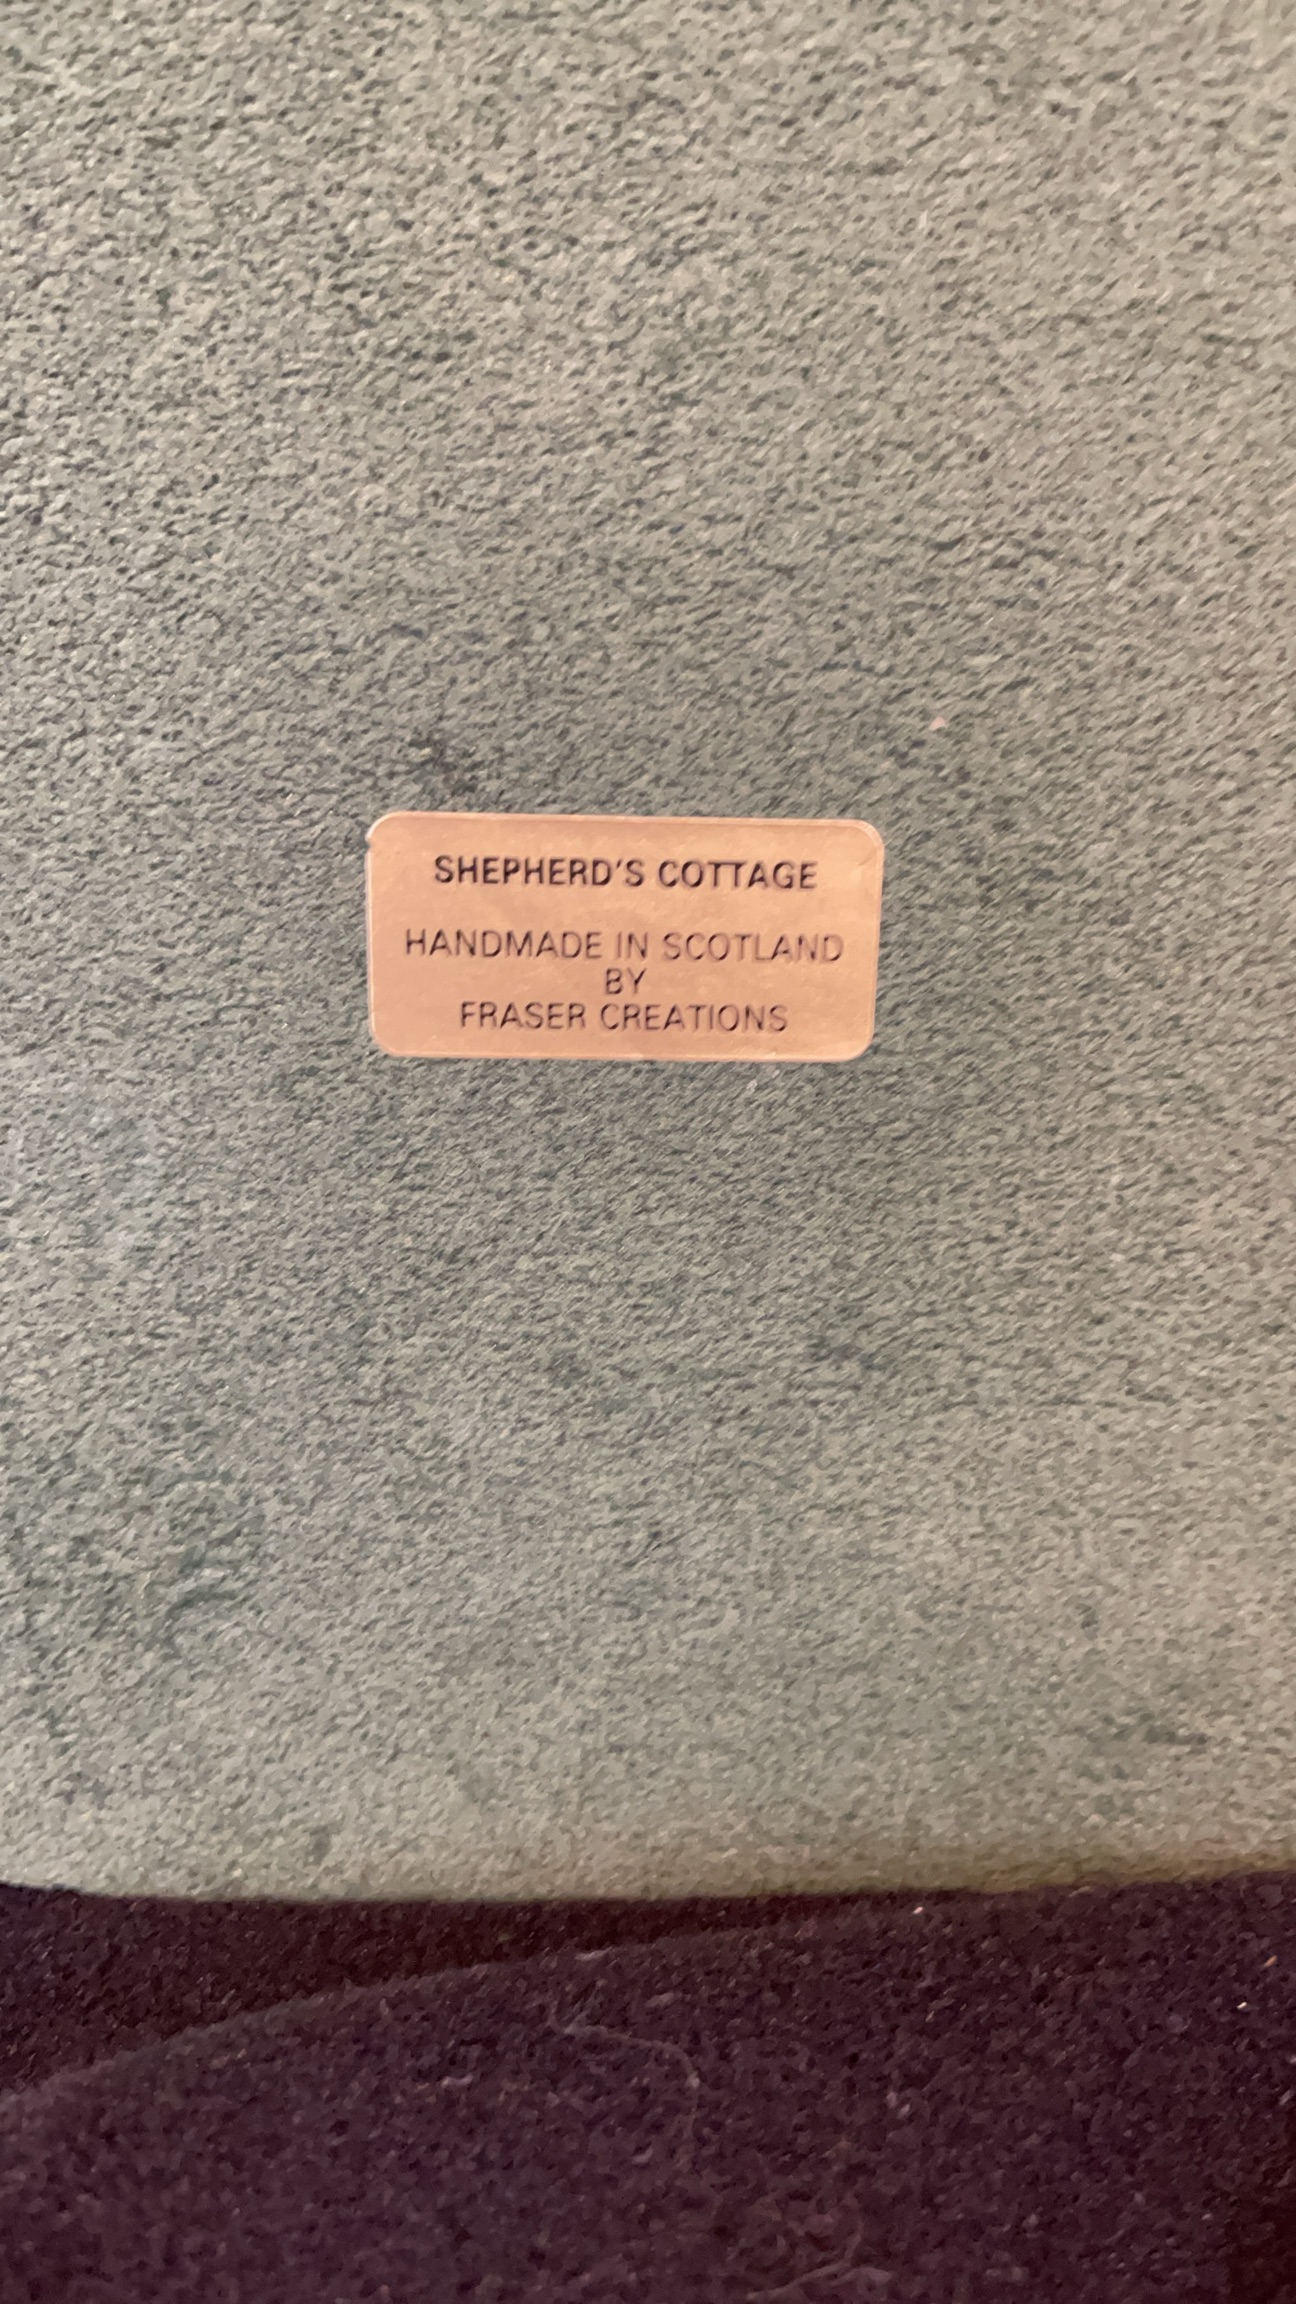 SHEPHERD'S COTTAGE
HANDMADE IN SCOTLAND
BY
FRASER CREATIONS